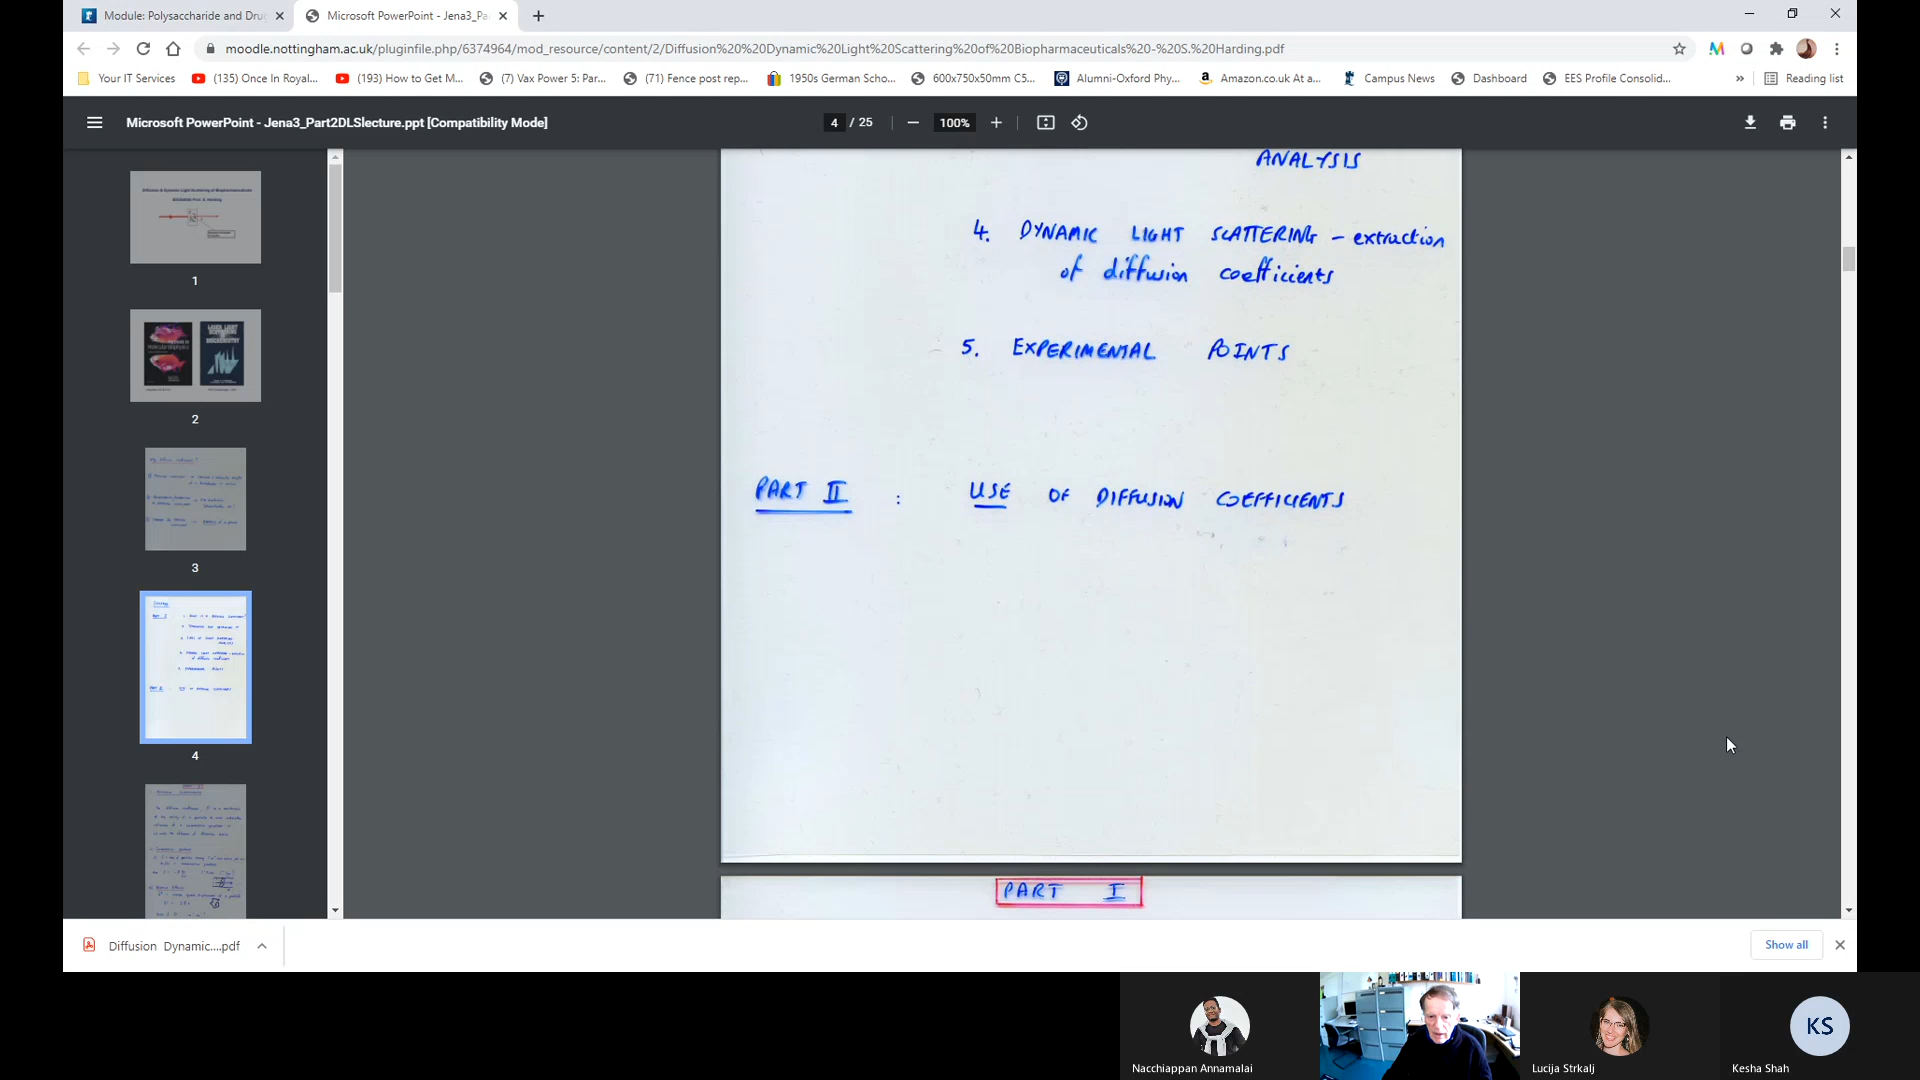 Module: Polysaccharide and Dru
Microsoft PowerPoint - Jena3_Pa
moodle.nottingham.ac.uk/pluginfile.php/6374964/mod_resource/content/2/Diffusion%20%20Dynamic%20Light%20Scattering%20of%20Biopharmaceuticals%20-%20S.%20Harding.pdf
Your IT Services
(135) Once In Royal...
(193) How to Get M...
(7) Vax Power 5: Par...
(71) Fence post rep...
1950s German Scho...
600x750x50mm C5...
Alumni-Oxford Phy...
Amazon.co.uk At a...
Campus News
Dashboard
EES Profile Consolid...
»
Reading list
Microsoft PowerPoint - Jena3_Part2DLSlecture.ppt [Compatibility Mode]
4 / 25
100%
1
2
3
4
ANALYSIS
4. DYNAMIC LIGHT SCATTERING - extraction
of diffusion coefficients
5. EXPERIMENTAL POINTS
PART II : USE OF DIFFUSION COEFFICIENTS
PART I
Diffusion Dynamic....pdf
Show all
KS
Nacchiappan Annamalai
Lucija Strkalj
Kesha Shah